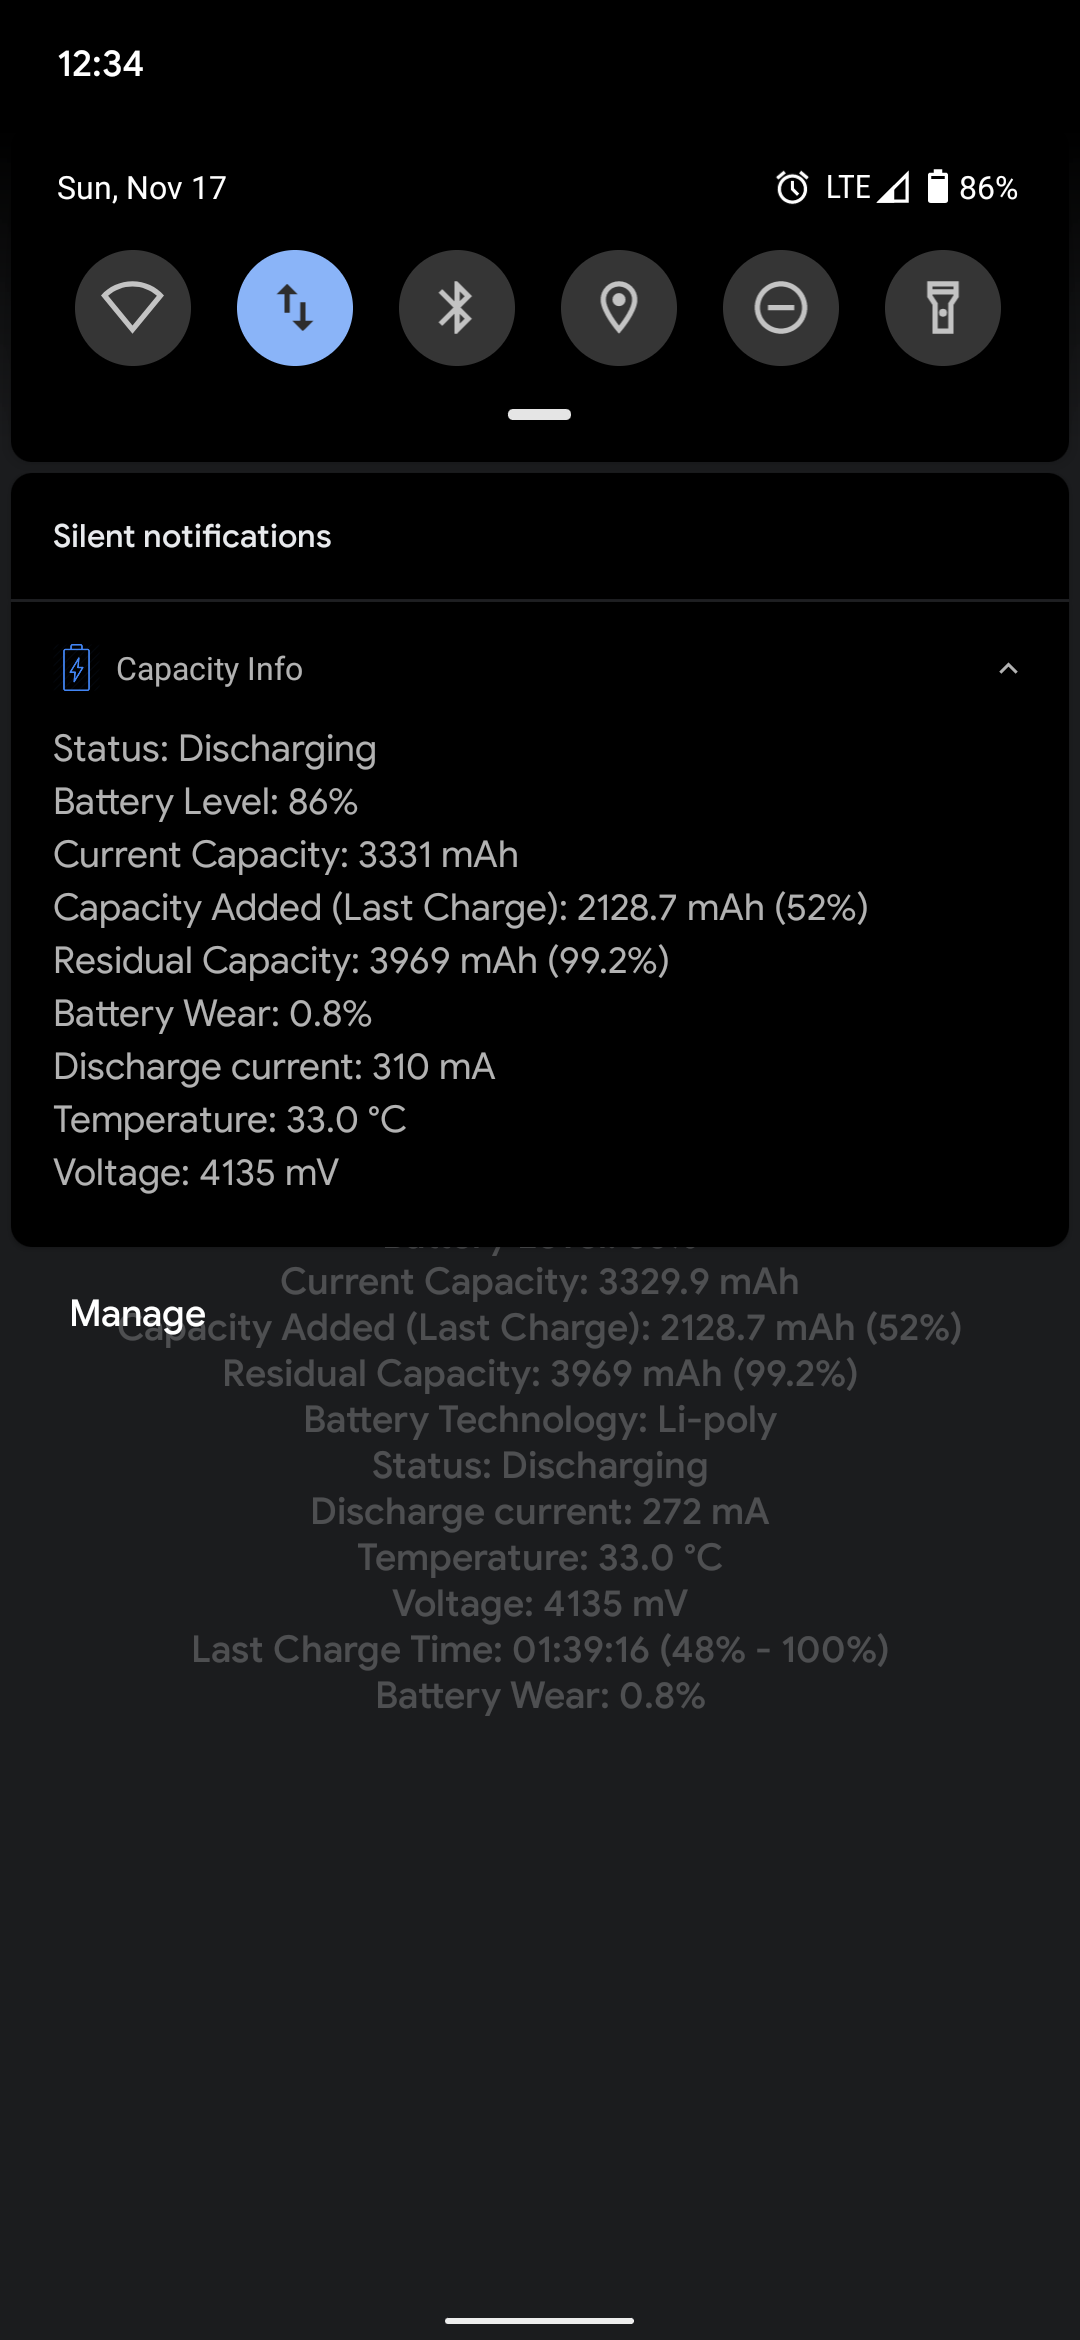 12:34
Sun, Nov 17
LTE 86%
Silent notifications
Capacity Info
Status: Discharging
Battery Level: 86%
Current Capacity: 3331 mAh
Capacity Added (Last Charge): 2128.7 mAh (52%)
Residual Capacity: 3969 mAh (99.2%)
Battery Wear: 0.8%
Discharge current: 310 mA
Temperature: 33.0 °C
Voltage: 4135 mV
Current Capacity: 3329.9 mAh
Manage
Capacity Added (Last Charge): 2128.7 mAh (52%)
Residual Capacity: 3969 mAh (99.2%)
Battery Technology: Li-poly
Status: Discharging
Discharge current: 272 mA
Temperature: 33.0 °C
Voltage: 4135 mV
Last Charge Time: 01:39:16 (48% - 100%)
Battery Wear: 0.8%